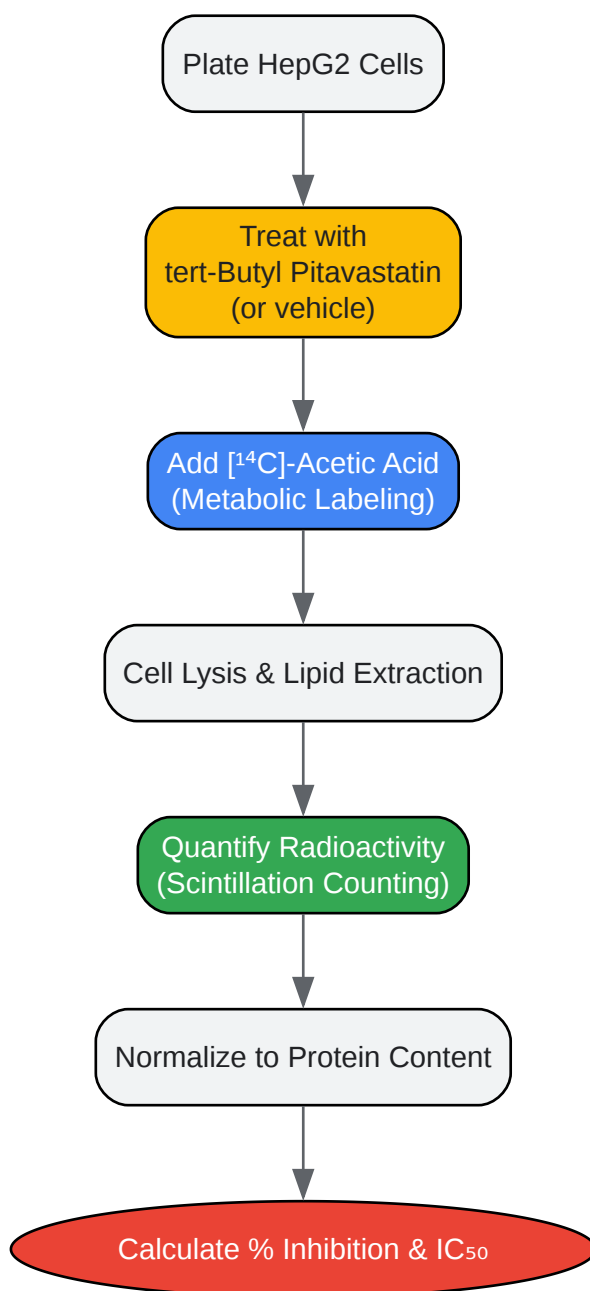 Plate HepG2 Cells
Treat with
tert-Butyl Pitavastatin
(or vehicle)
Add [¹⁴C]-Acetic Acid
(Metabolic Labeling)
Cell Lysis & Lipid Extraction
Quantify Radioactivity
(Scintillation Counting)
Normalize to Protein Content
Calculate % Inhibition & IC₅₀